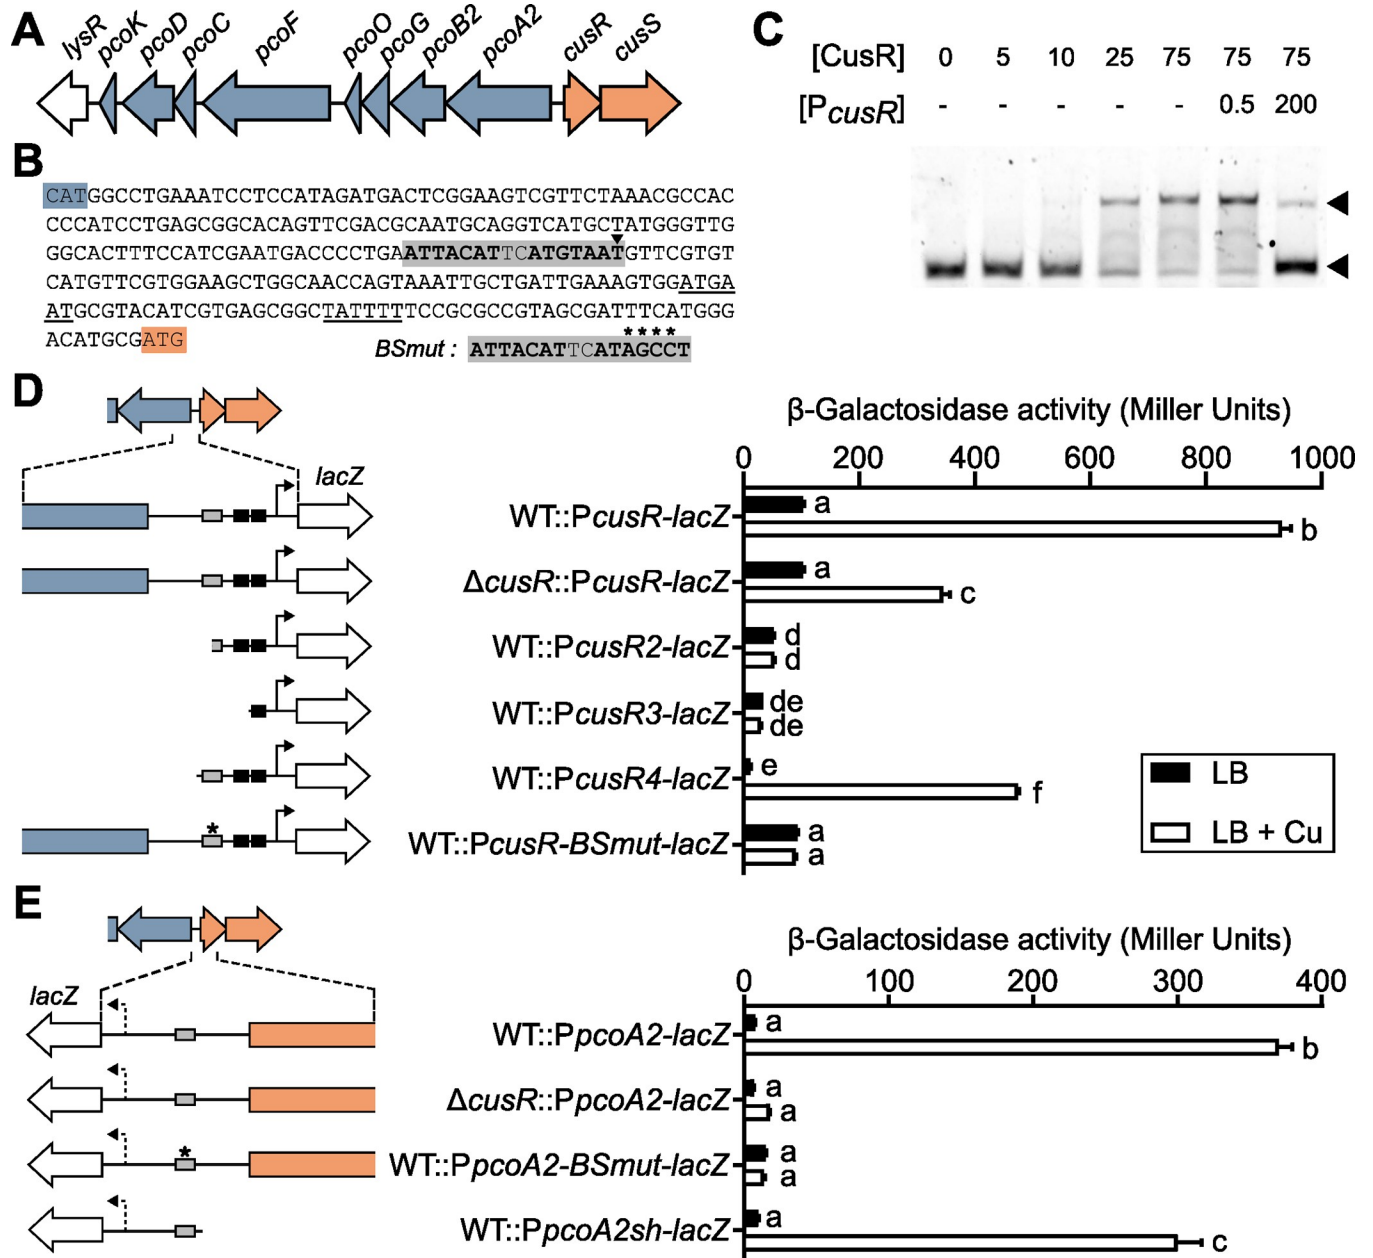 A
lysR pcoK pcoD pcoC pcoF pcoO pcoG pcoB2 pcoA2 cusR cusS
B
CATGGCCTGAAATCCTCCATAGATGACTCGGAAGTCGTTCTAAACGCCAC
CCCATCCTGAGCGGCACAGTTCGACGCAATGCAGGTCATGCTATGGGTTG
GGCACTTTCCATCGAATGACCCCTGAATTACATTCATGTAATGTTCGTGT
CATGTTCGTGGAAGCTGGCAACCAGTAAATTGCTGATTGAAAGTGGATGA
ATGCGTACATCGTGAGCGGCTATTTTTCCGCGCCGTAGCGATTTCATGGG
ACATGCGATG
****
BSmut : ATTACATTCATAGCCT
C
[CusR] 0 5 10 25 75 75 75
[PcusR] - - - - - 0.5 200
D
lacZ
β-Galactosidase activity (Miller Units)
0 200 400 600 800 1000
WT::PcusR-lacZ a
b
ΔcusR::PcusR-lacZ a
c
WT::PcusR2-lacZ d
d
WT::PcusR3-lacZ de
de
WT::PcusR4-lacZ e
f
* WT::PcusR-BSmut-lacZ a
a
LB
LB + Cu
E
lacZ
β-Galactosidase activity (Miller Units)
0 100 200 300 400
WT::PpcoA2-lacZ a
b
ΔcusR::PpcoA2-lacZ a
a
* WT::PpcoA2-BSmut-lacZ a
a
WT::PpcoA2sh-lacZ a
c